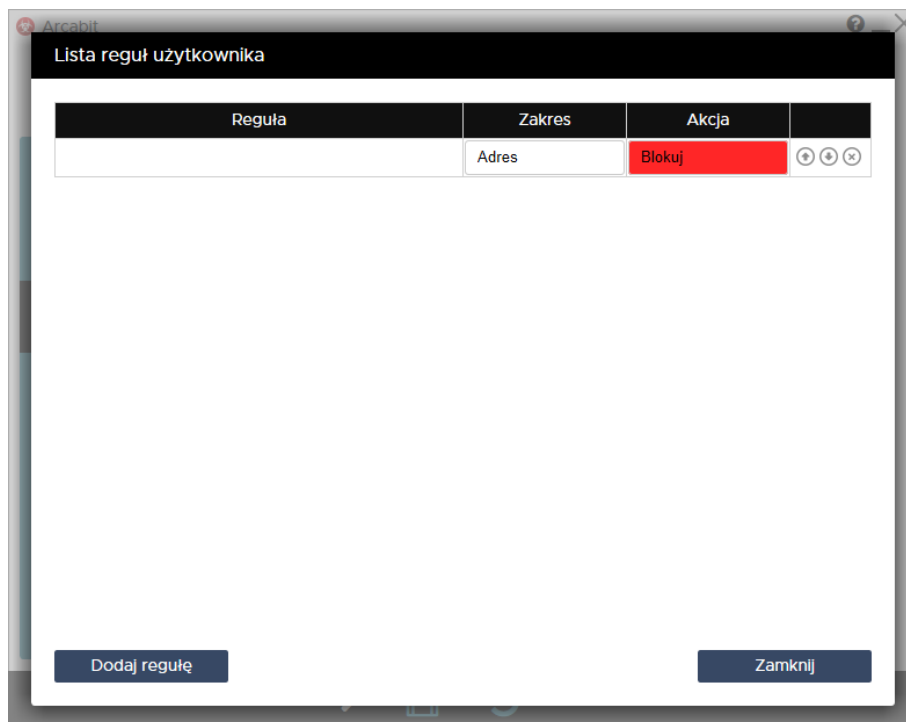 Arcabit
Lista reguł użytkownika
Reguła Zakres Akcja
Adres Blokuj
Dodaj regułę Zamknij